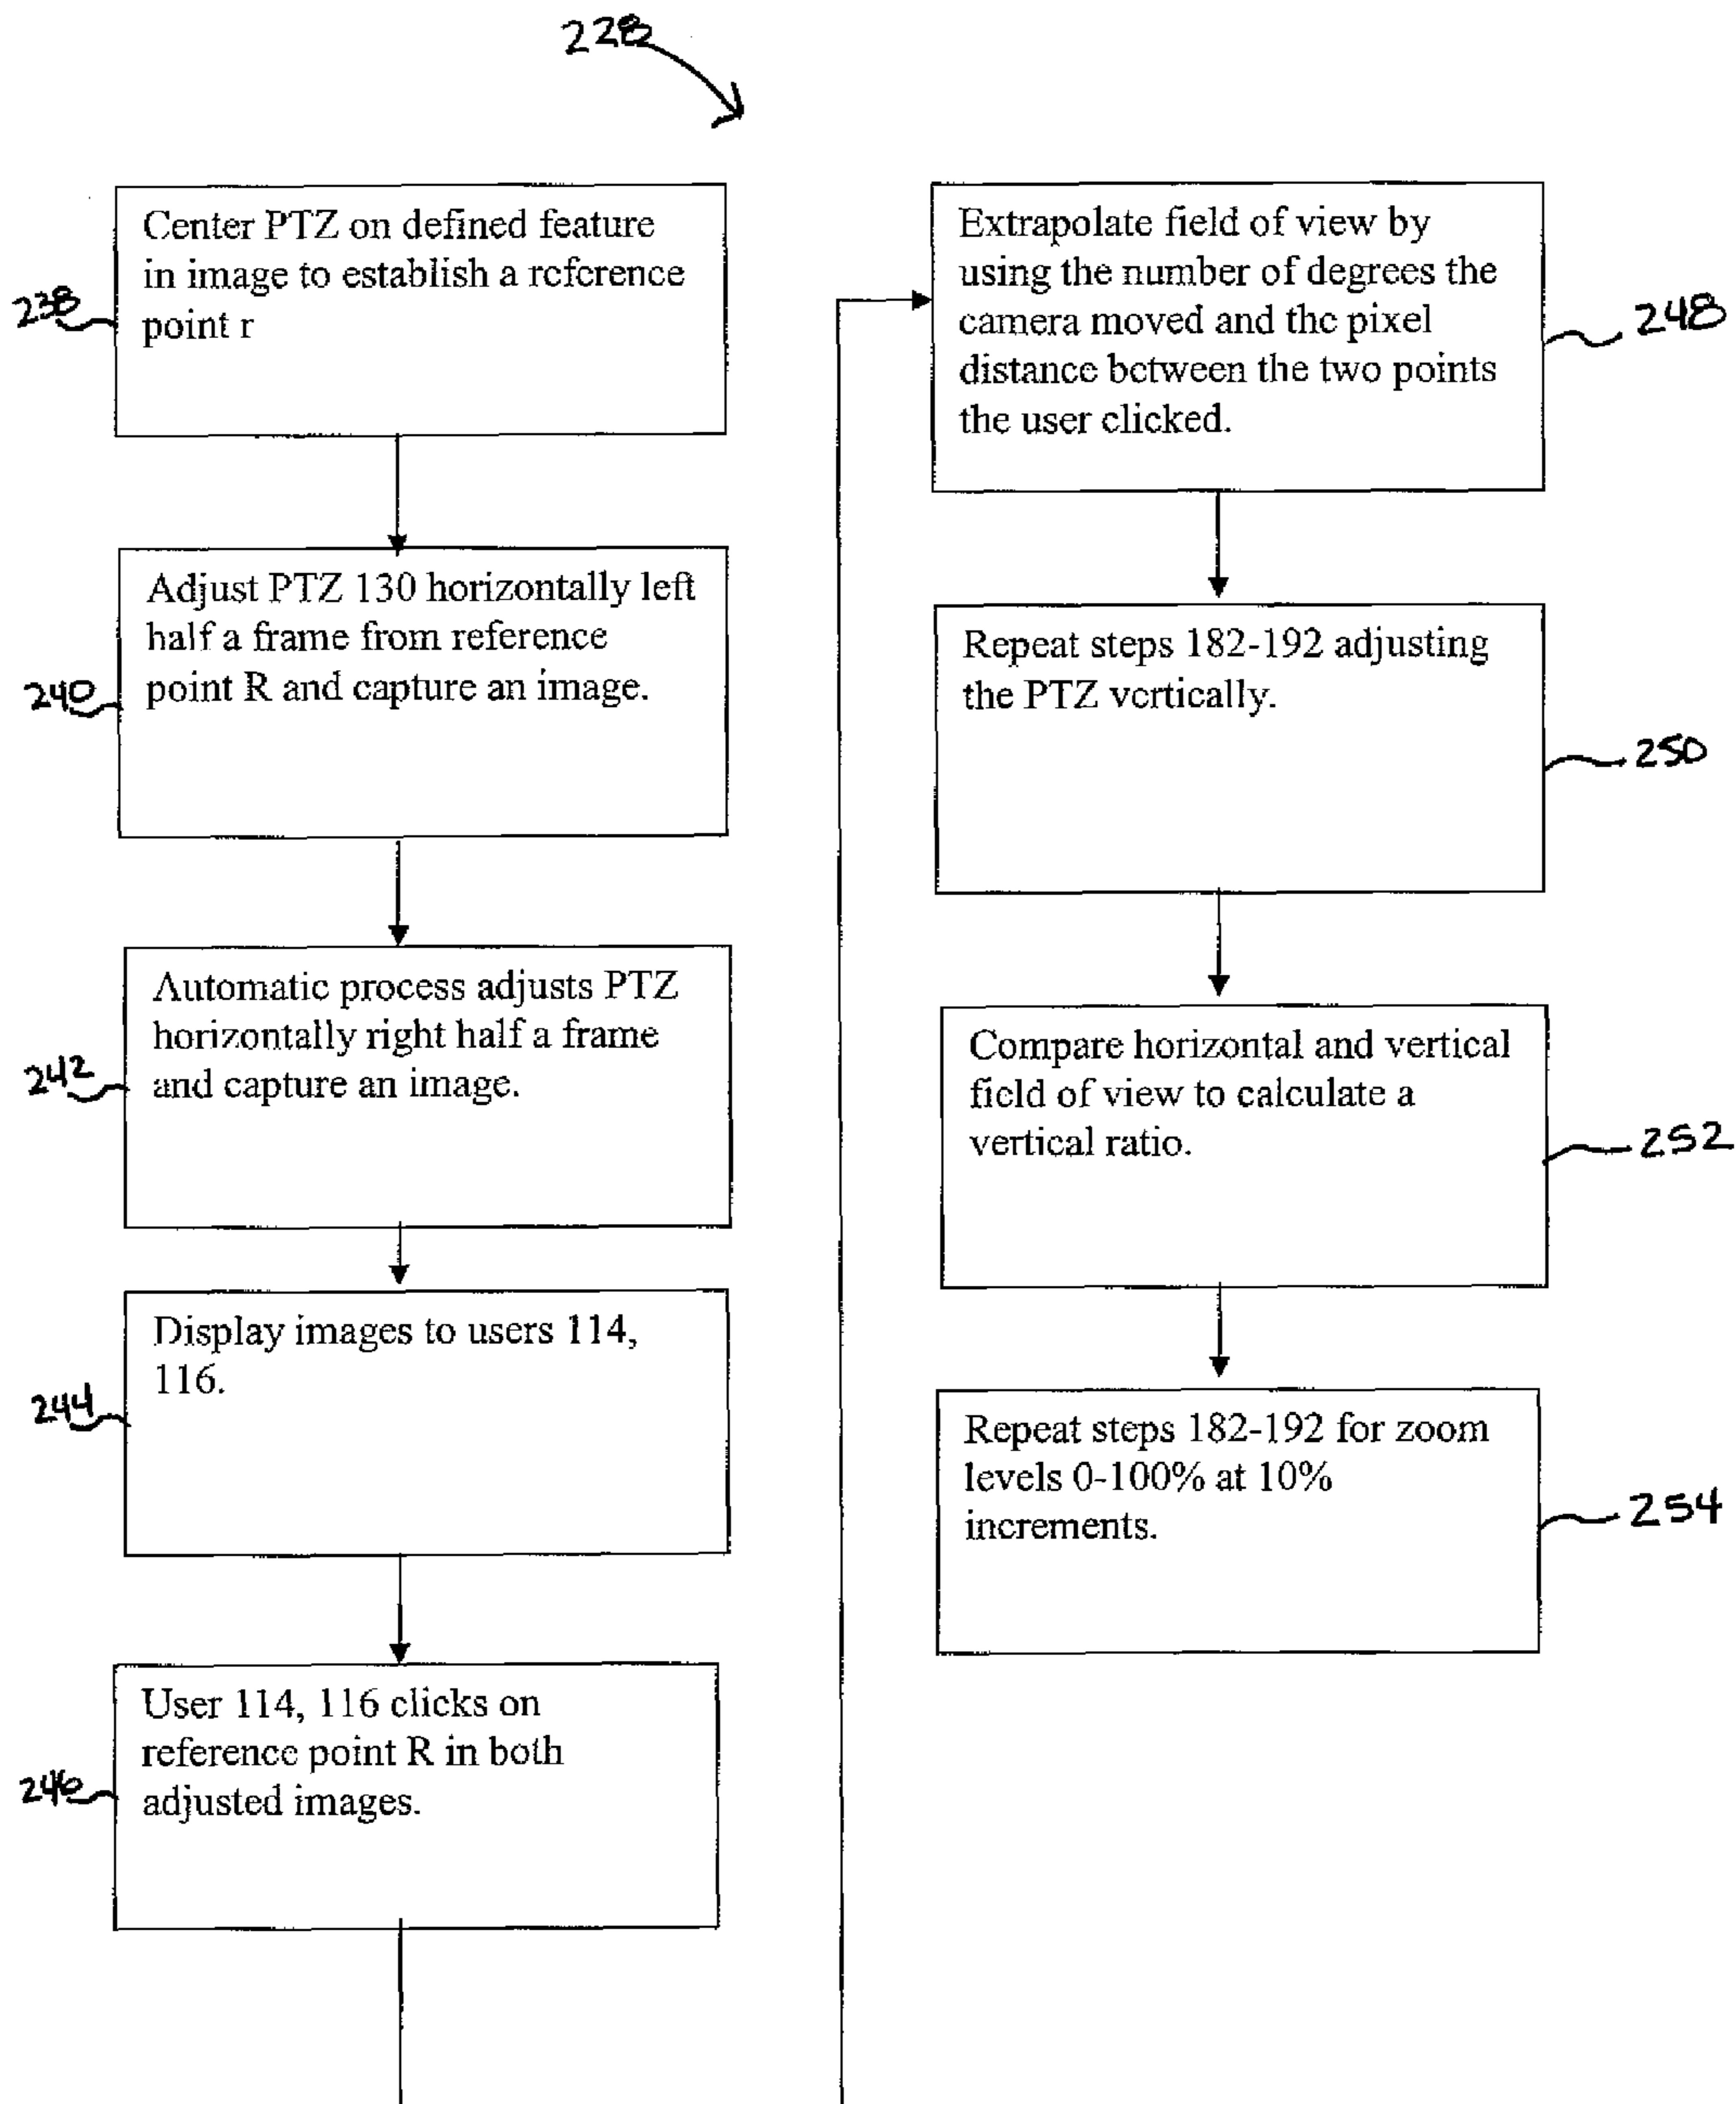 228
Center PTZ on defined feature
in image to establish a reference
point r
238
Adjust PTZ 130 horizontally left
half a frame from reference
point R and capture an image.
240
Automatic process adjusts PTZ
horizontally right half a frame
and capture an image.
242
Display images to users 114,
116.
244
User 114, 116 clicks on
reference point R in both
adjusted images.
246
Extrapolate field of view by
using the number of degrees the
camera moved and the pixel
distance between the two points
the user clicked.
248
Repeat steps 182-192 adjusting
the PTZ vertically.
250
Compare horizontal and vertical
field of view to calculate a
vertical ratio.
252
Repeat steps 182-192 for zoom
levels 0-100% at 10%
increments.
254